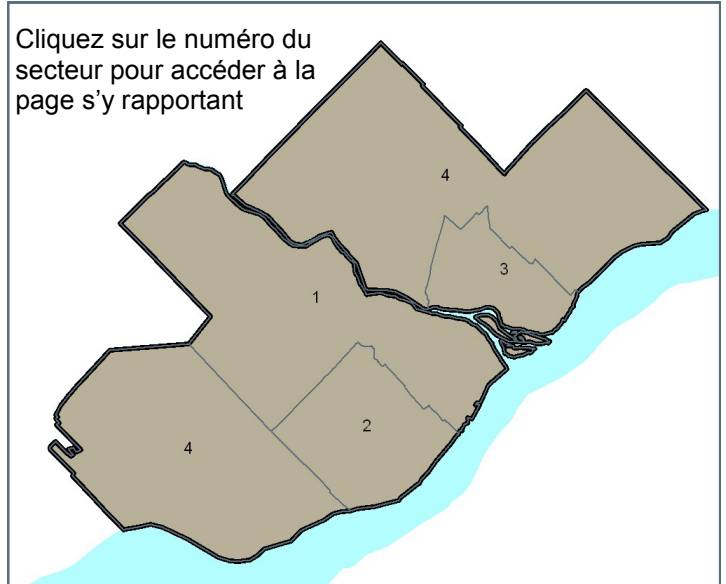 Cliquez sur le numéro du
secteur pour accéder à la
page s’y rapportant
4
3
1
2
4